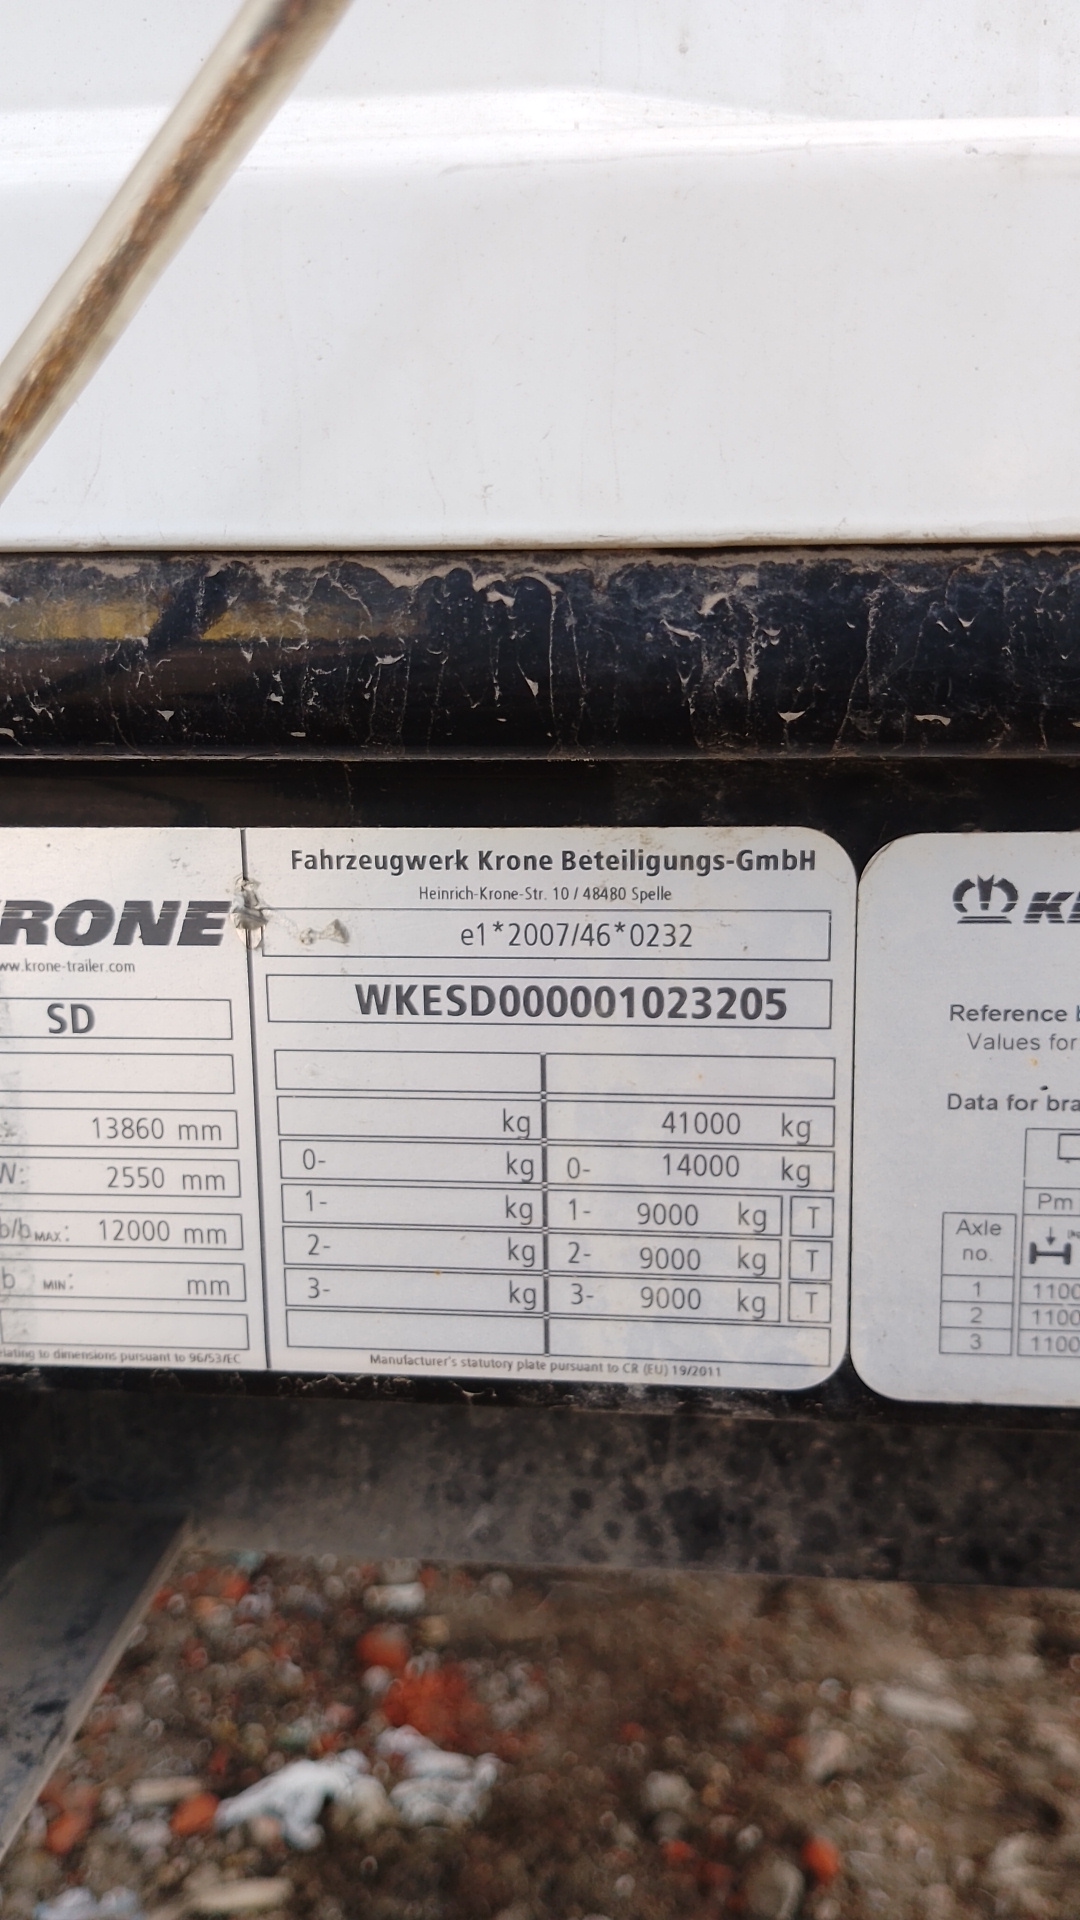 KRONE
www.krone-trailer.com
SD
13860 mm
2550 mm
b/b MAX: 12000 mm
b MIN: mm
to dimensions pursuant to 96/53/EC
Fahrzeugwerk Krone Beteiligungs-GmbH
Heinrich-Krone-Str. 10 / 48480 Spelle
e1*2007/46*0232
WKESD000001023205
kg 41000 kg
0- kg 0- 14000 kg
1- kg 1- 9000 kg T
2- kg 2- 9000 kg T
3- kg 3- 9000 kg T
Manufacturer's statutory plate pursuant to CR (EU) 19/2011
Reference
Values for
Data for
Pm
Axle
no.
1 1100
2 1100
3 1100